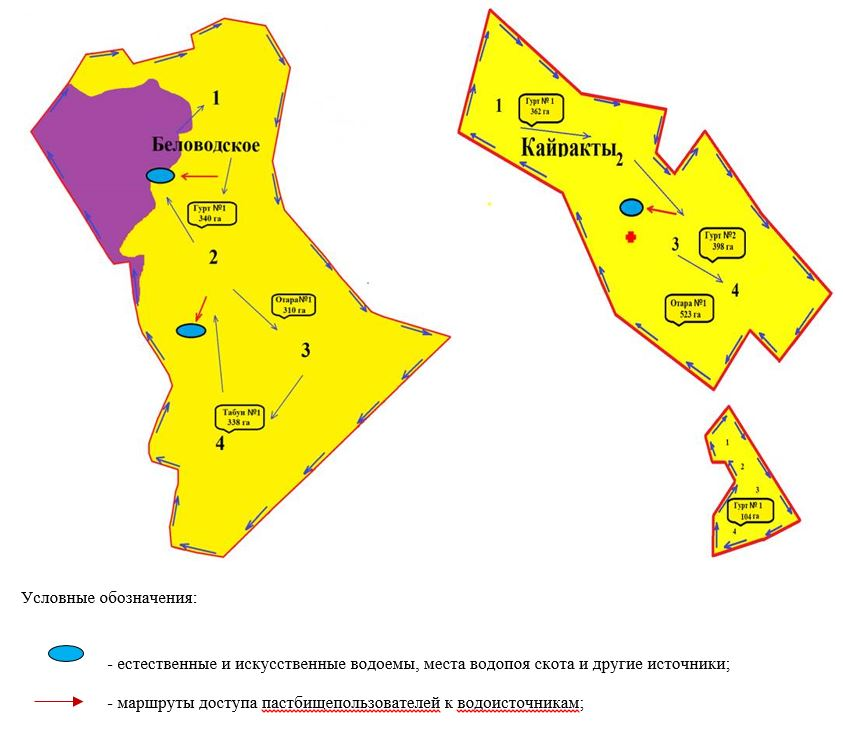 1
Беловодское
Гурт №1
340 га
2
Отара№1
310 га
3
Табун №1
338 га
4
1
Гурт № 1
362 га
Кайракты
2
3
Гурт №2
398 га
4
Отара №1
523 га
1
2
3
Гурт № 1
104 га
4
Условные обозначения:
- естественные и искусственные водоемы, места водопоя скота и другие источники;
- маршруты доступа пастбищепользователей к водоисточникам;